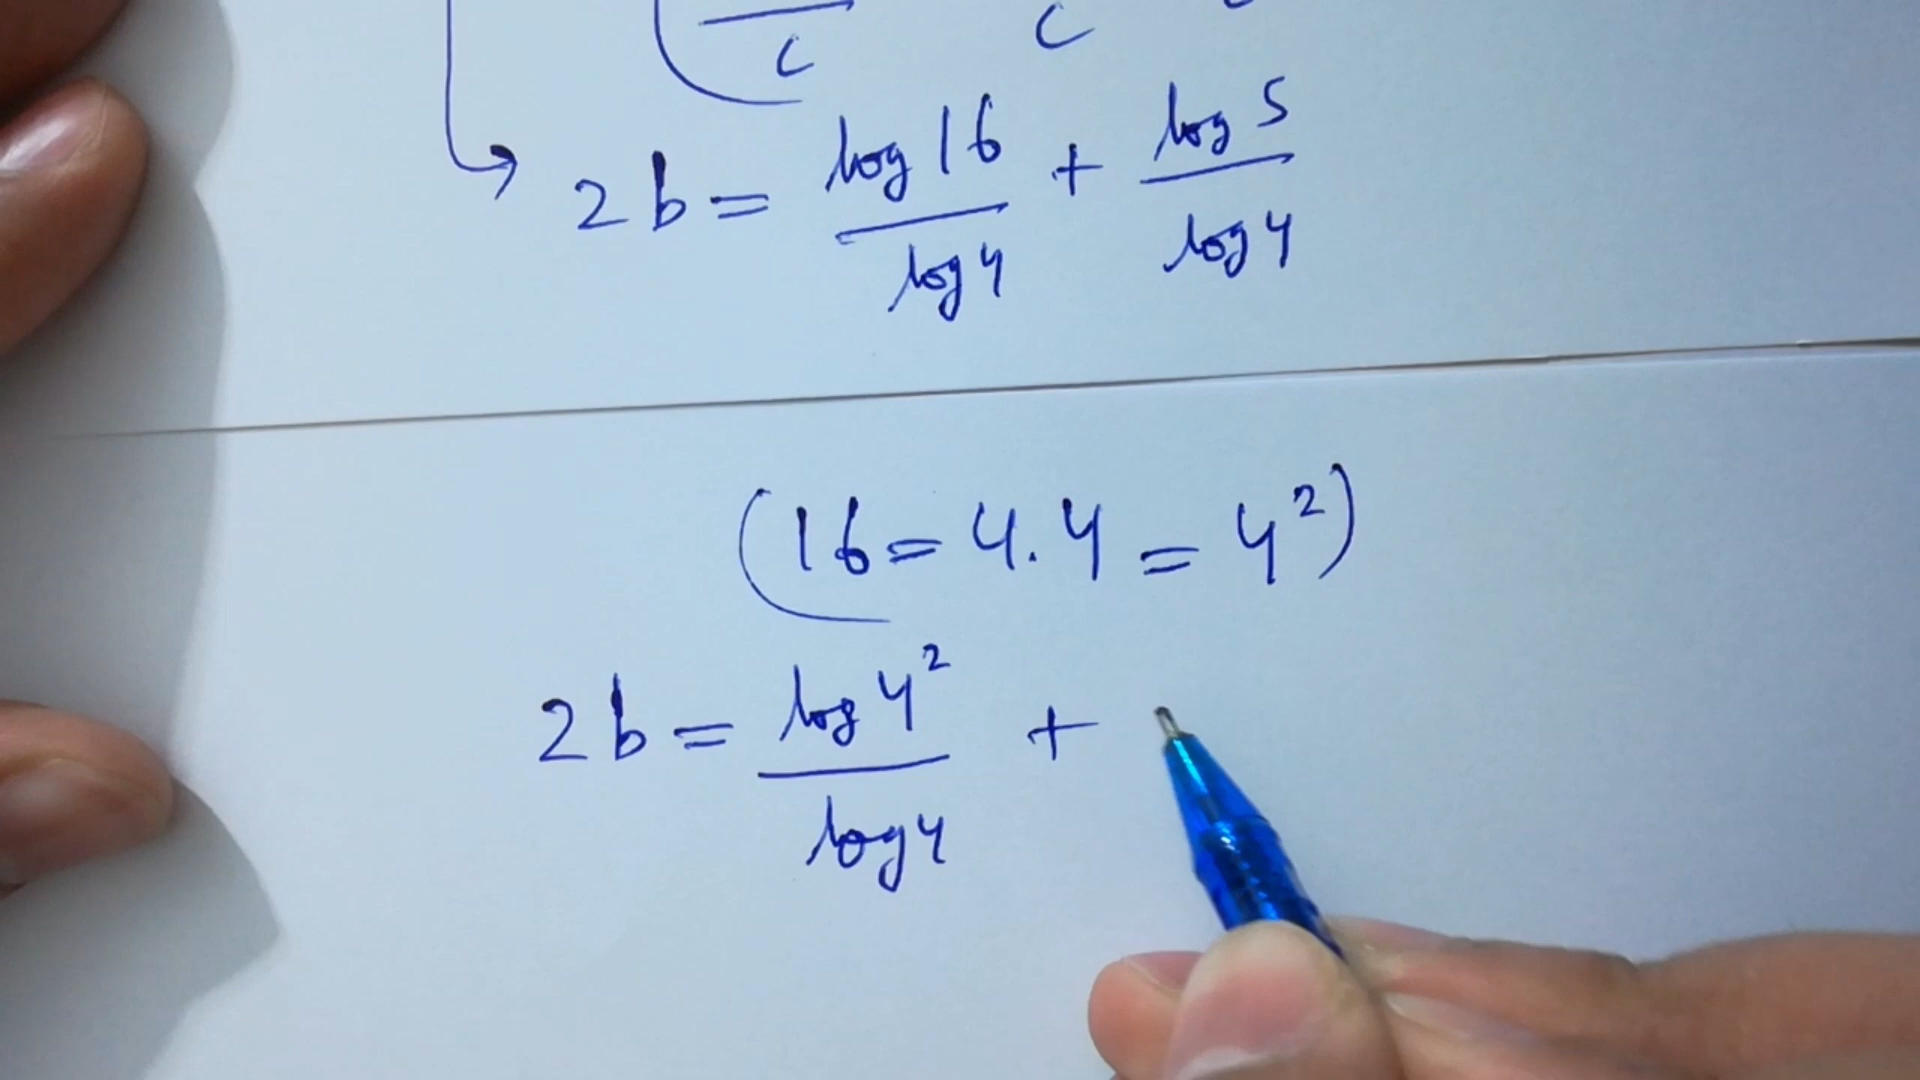 c c
2b = log 16 / log 4 + log 5 / log 4
(16 = 4.4 = 4²)
2b = log 4² / log 4 +